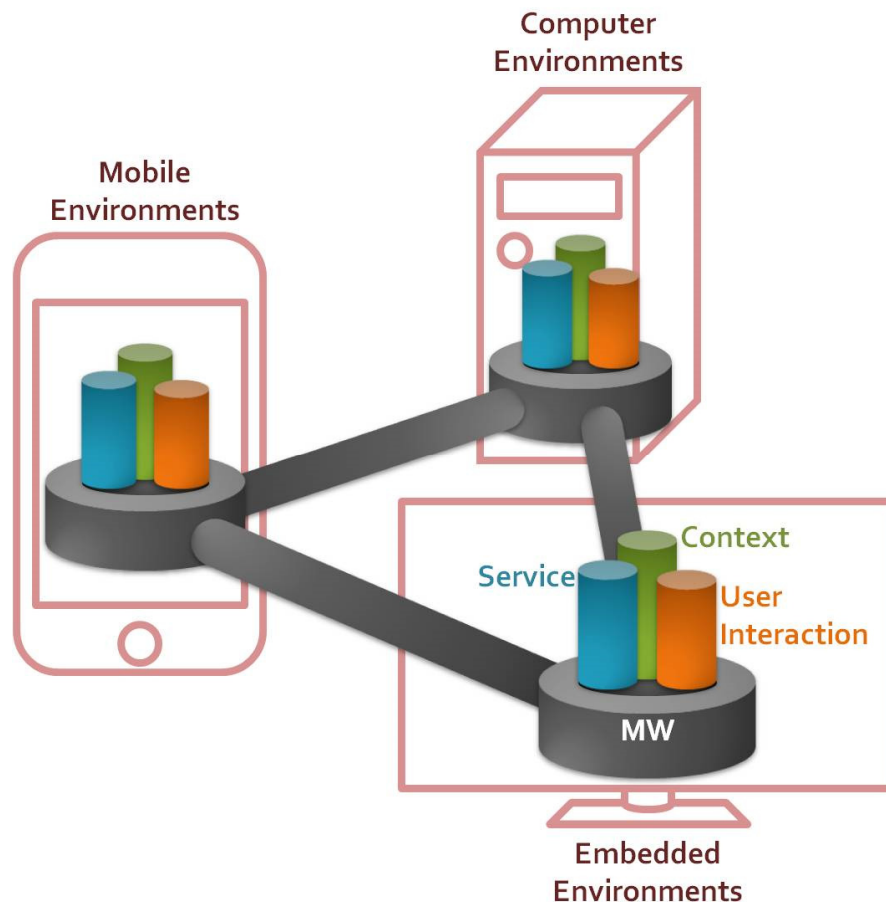 Computer
Environments
Mobile
Environments
Context
Service
User
Interaction
MW
Embedded
Environments